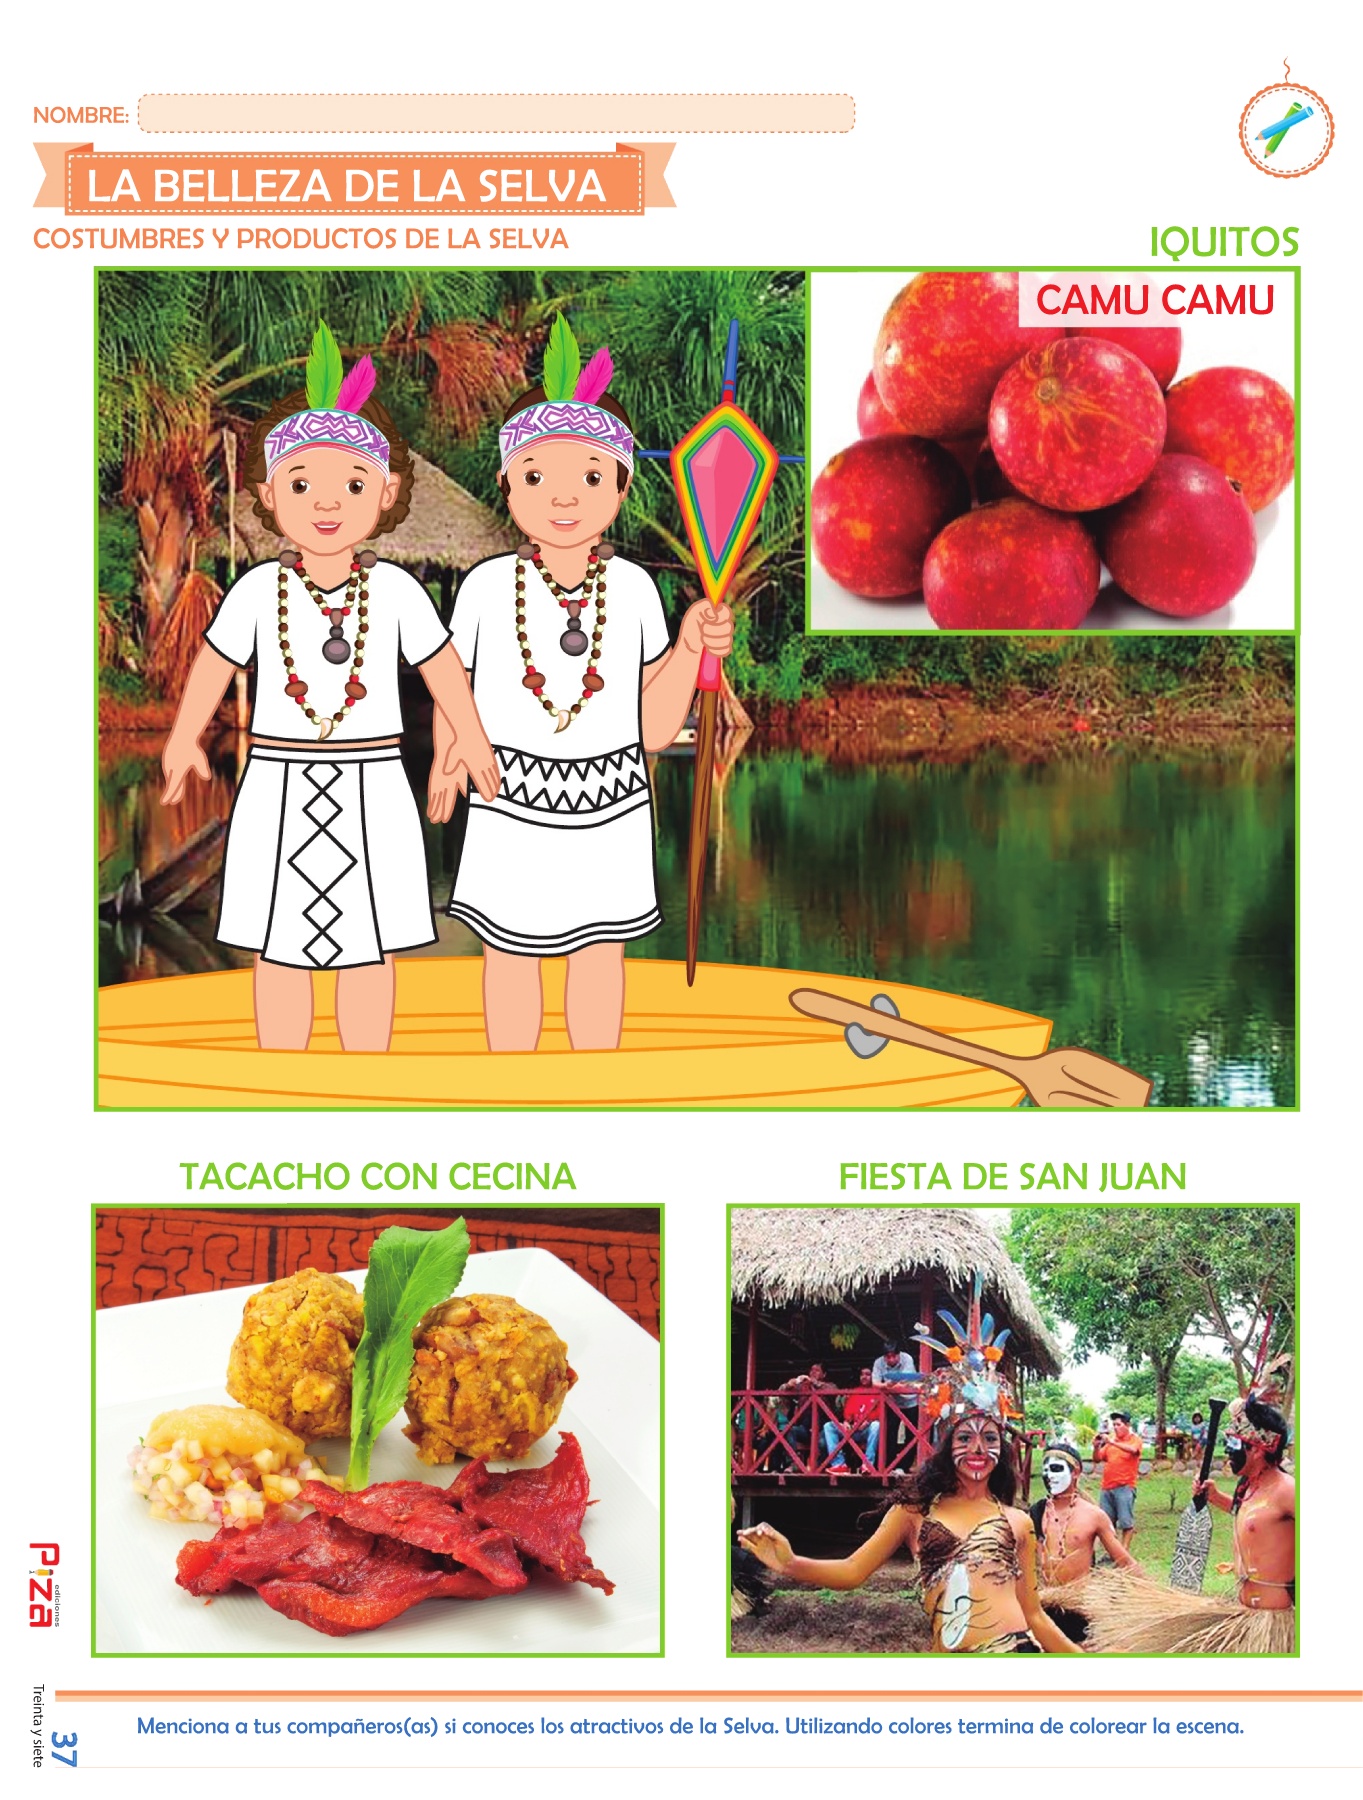 NOMBRE:
LA BELLEZA DE LA SELVA
COSTUMBRES Y PRODUCTOS DE LA SELVA
IQUITOS
CAMU CAMU
TACACHO CON CECINA
FIESTA DE SAN JUAN
Piza
ediciones
Treinta y siete
37
Menciona a tus compañeros(as) si conoces los atractivos de la Selva. Utilizando colores termina de colorear la escena.